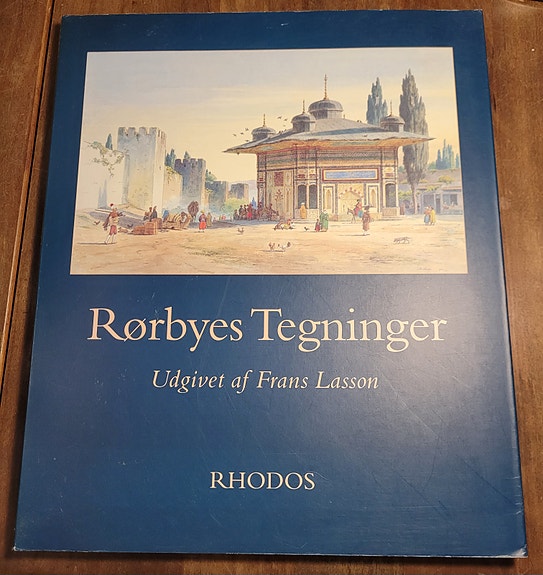 Rørbyes Tegninger
Udgivet af Frans Lasson
RHODOS